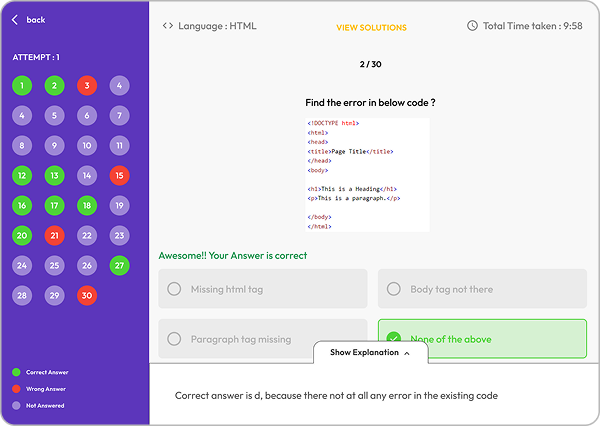 back
Language : HTML
VIEW SOLUTIONS
Total Time taken : 9:58
ATTEMPT : 1
1 2 3 4
4 5 6 7
8 9 10 11
12 13 14 15
16 17 18 19
20 21 22 23
24 25 26 27
28 29 30
Correct Answer
Wrong Answer
Not Answered
2 / 30
Find the error in below code ?
<!DOCTYPE html>
<html>
<head>
<title>Page Title</title>
</head>
<body>
<h1>This is a Heading</h1>
<p>This is a paragraph.</p>
</body>
</html>
Awesome!! Your Answer is correct
Missing html tag
Body tag not there
Paragraph tag missing
None of the above
Show Explanation
Correct answer is d, because there not at all any error in the existing code